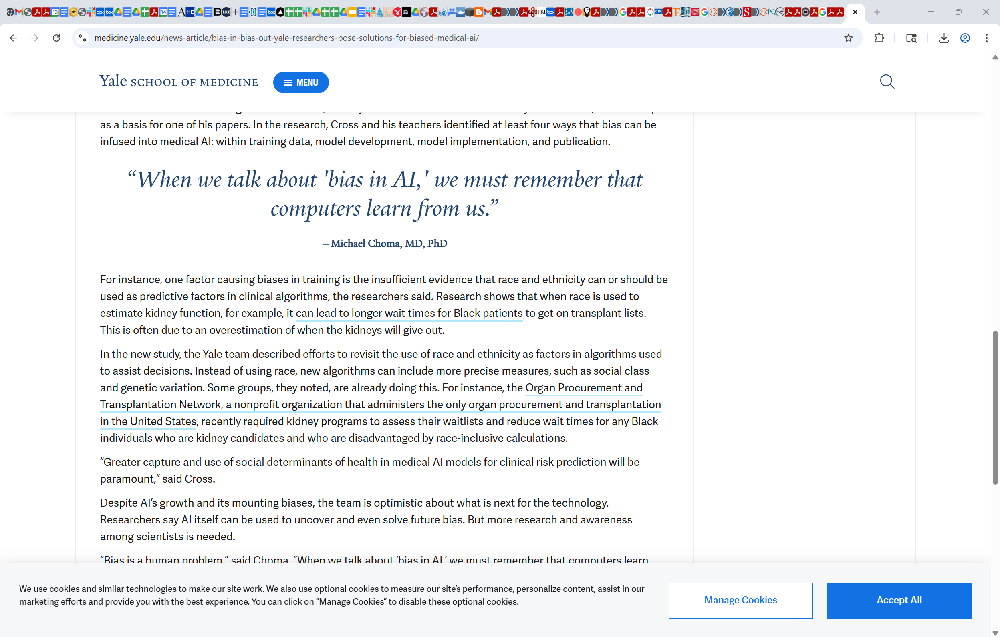 medicine.yale.edu/news-article/bias-in-bias-out-yale-researchers-pose-solutions-for-biased-medical-ai/
Yale SCHOOL OF MEDICINE
MENU
as a basis for one of his papers. In the research, Cross and his teachers identified at least four ways that bias can be
infused into medical AI: within training data, model development, model implementation, and publication.
“When we talk about 'bias in AI,' we must remember that
computers learn from us.”
—Michael Choma, MD, PhD
For instance, one factor causing biases in training is the insufficient evidence that race and ethnicity can or should be
used as predictive factors in clinical algorithms, the researchers said. Research shows that when race is used to
estimate kidney function, for example, it can lead to longer wait times for Black patients to get on transplant lists.
This is often due to an overestimation of when the kidneys will give out.
In the new study, the Yale team described efforts to revisit the use of race and ethnicity as factors in algorithms used
to assist decisions. Instead of using race, new algorithms can include more precise measures, such as social class
and genetic variation. Some groups, they noted, are already doing this. For instance, the Organ Procurement and
Transplantation Network, a nonprofit organization that administers the only organ procurement and transplantation
in the United States, recently required kidney programs to assess their waitlists and reduce wait times for any Black
individuals who are kidney candidates and who are disadvantaged by race-inclusive calculations.
“Greater capture and use of social determinants of health in medical AI models for clinical risk prediction will be
paramount,” said Cross.
Despite AI’s growth and its mounting biases, the team is optimistic about what is next for the technology.
Researchers say AI itself can be used to uncover and even solve future bias. But more research and awareness
among scientists is needed.
“Bias is a human problem,” said Choma. ”When we talk about ‘bias in AI,’ we must remember that computers learn
We use cookies and similar technologies to make our site work. We also use optional cookies to measure our site’s performance, personalize content, assist in our
marketing efforts and provide you with the best experience. You can click on “Manage Cookies” to disable these optional cookies.
Manage Cookies
Accept All